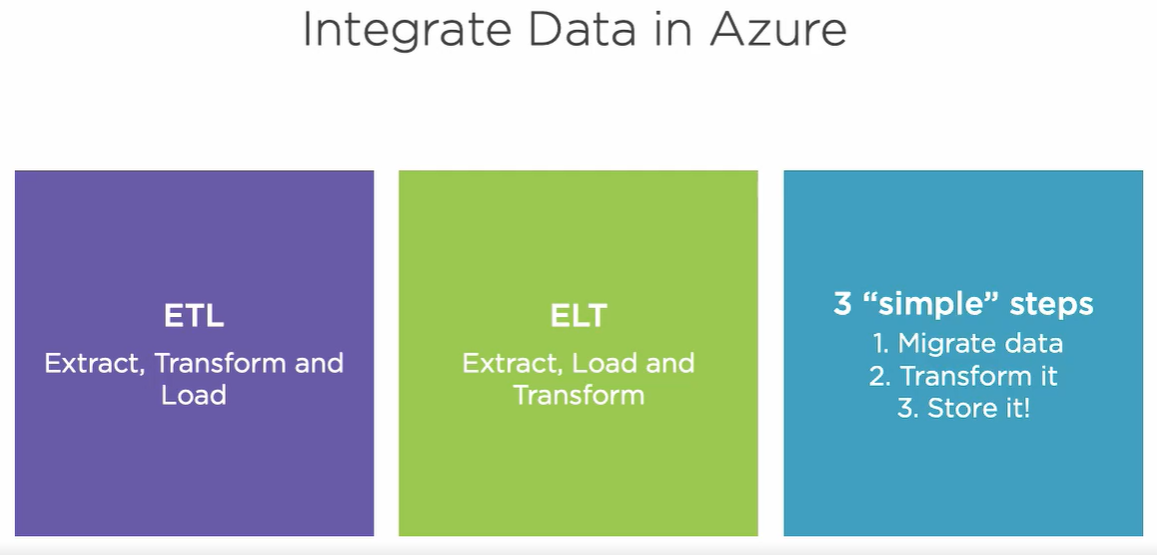 Integrate Data in Azure
ETL
Extract, Transform and
Load
ELT
Extract, Load and
Transform
3 “simple” steps
1. Migrate data
2. Transform it
3. Store it!